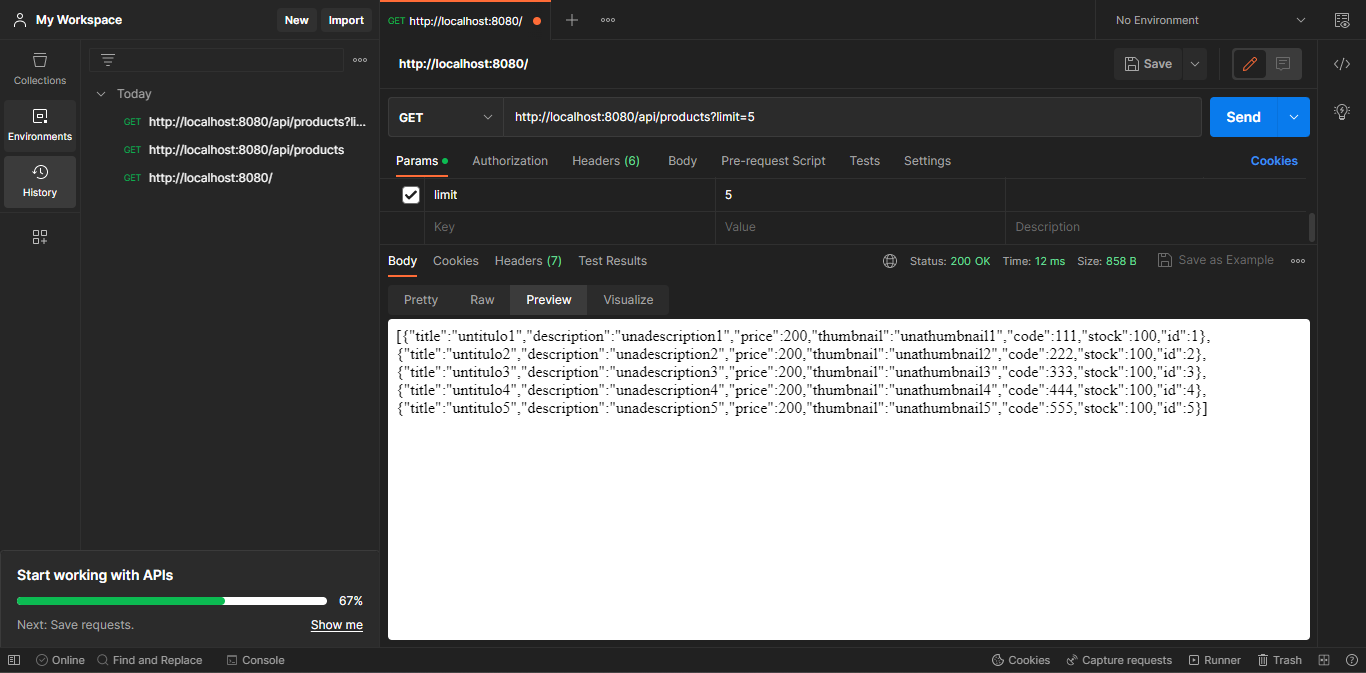 My Workspace
New
Import
GET http://localhost:8080/
No Environment
Collections
Environments
History
Today
GET http://localhost:8080/api/products?li...
GET http://localhost:8080/api/products
GET http://localhost:8080/
http://localhost:8080/
Save
GET
http://localhost:8080/api/products?limit=5
Send
Params
Authorization
Headers (6)
Body
Pre-request Script
Tests
Settings
Cookies
limit
5
Key
Value
Description
Body
Cookies
Headers (7)
Test Results
Status: 200 OK
Time: 12 ms
Size: 858 B
Save as Example
Pretty
Raw
Preview
Visualize
[{"title":"untitulo1","description":"unadescription1","price":200,"thumbnail":"unathumbnail1","code":111,"stock":100,"id":1},
{"title":"untitulo2","description":"unadescription2","price":200,"thumbnail":"unathumbnail2","code":222,"stock":100,"id":2},
{"title":"untitulo3","description":"unadescription3","price":200,"thumbnail":"unathumbnail3","code":333,"stock":100,"id":3},
{"title":"untitulo4","description":"unadescription4","price":200,"thumbnail":"unathumbnail4","code":444,"stock":100,"id":4},
{"title":"untitulo5","description":"unadescription5","price":200,"thumbnail":"unathumbnail5","code":555,"stock":100,"id":5}]
Start working with APIs
67%
Next: Save requests.
Show me
Online
Find and Replace
Console
Cookies
Capture requests
Runner
Trash